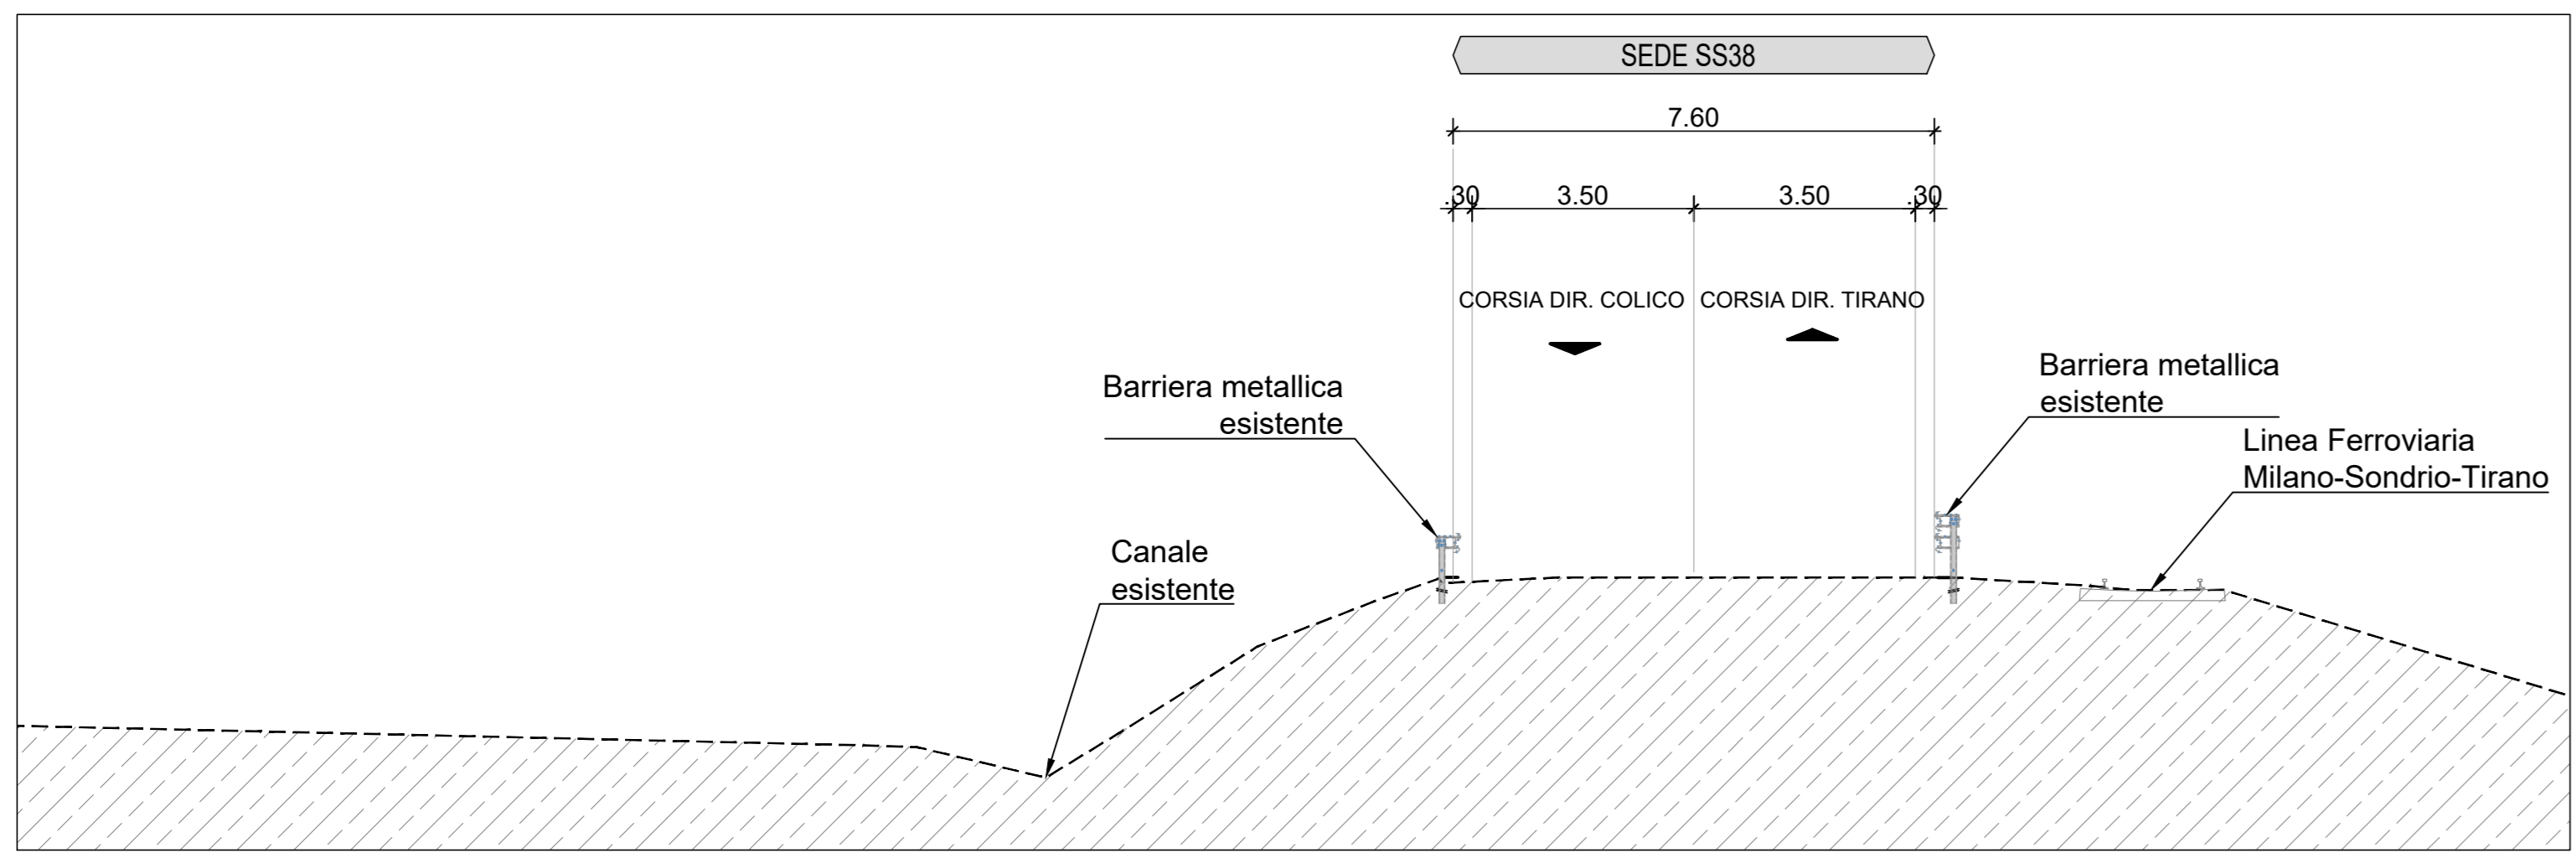 SEDE SS38
7.60
.30 3.50 3.50 .30
CORSIA DIR. COLICO CORSIA DIR. TIRANO
Barriera metallica
esistente
Barriera metallica
esistente
Linea Ferroviaria
Milano-Sondrio-Tirano
Canale
esistente